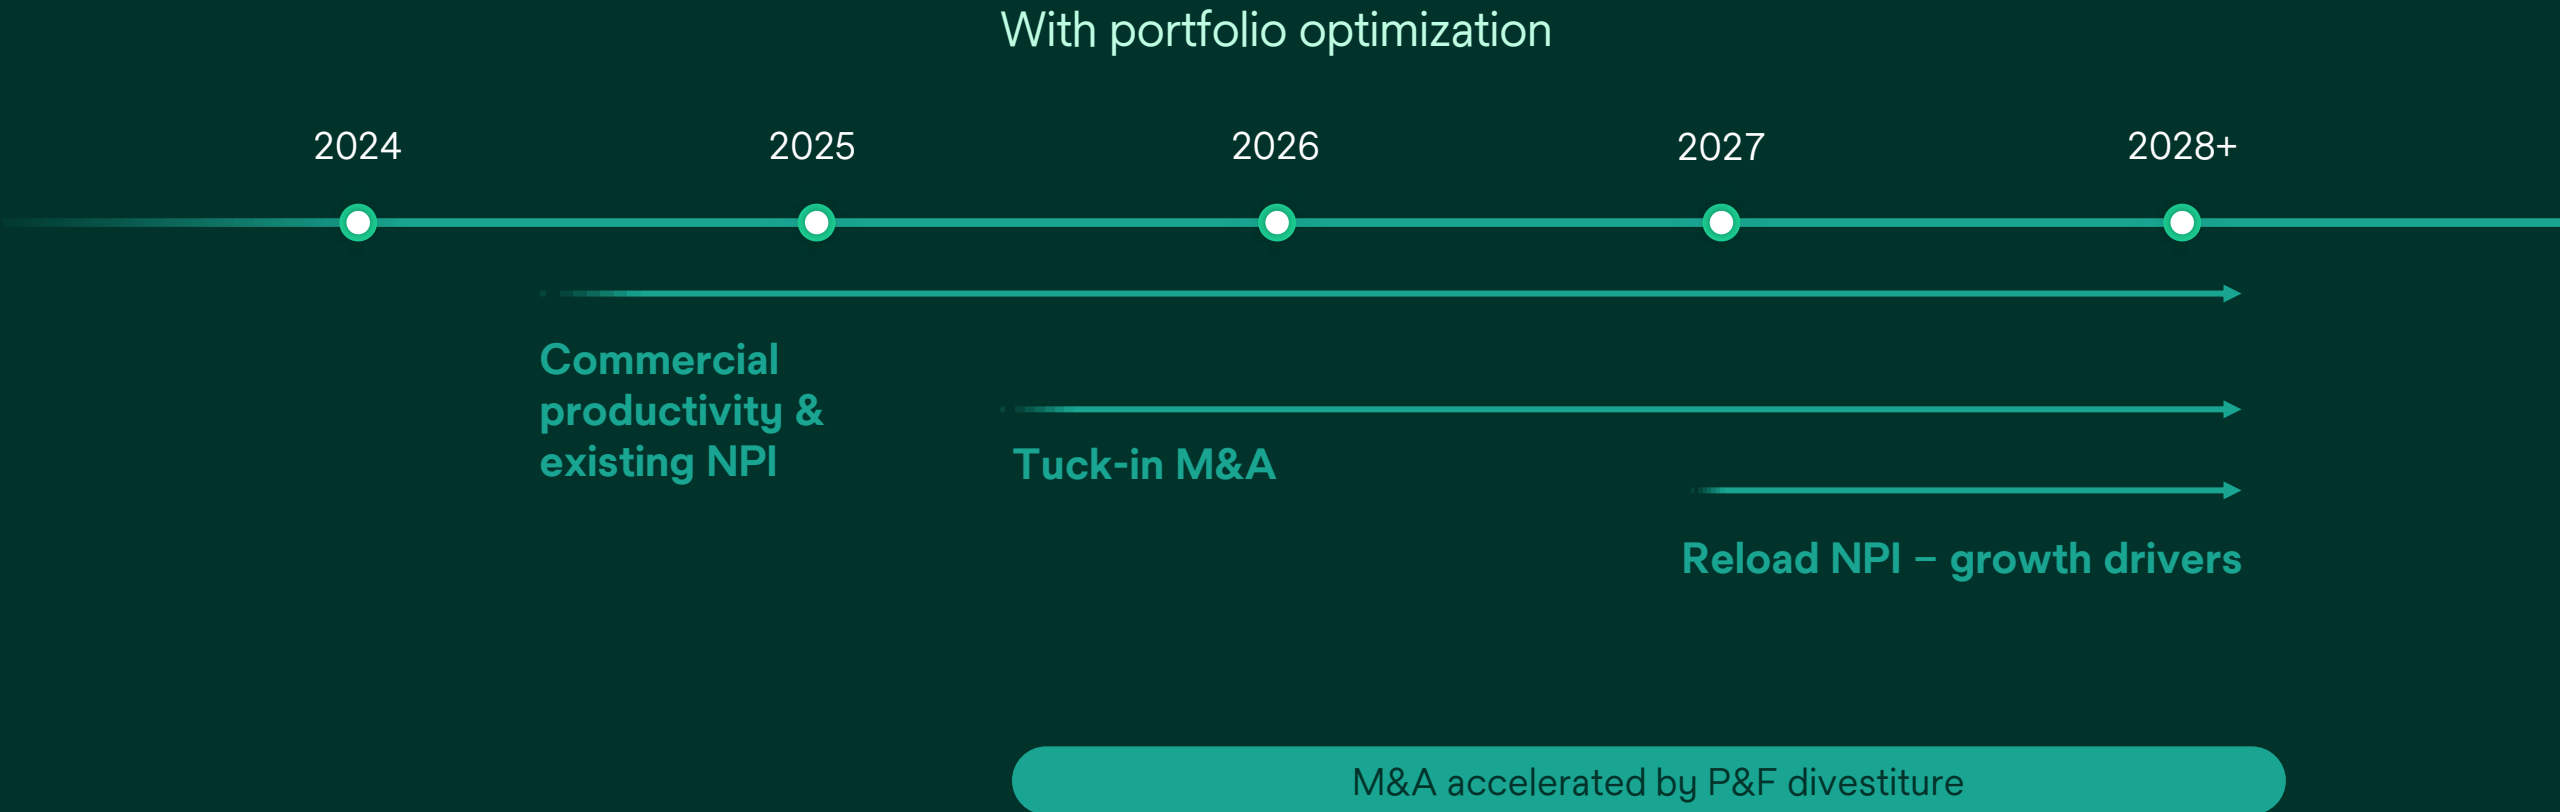 With portfolio optimization
2024
2025
2026
2027
2028+
Commercial
productivity &
existing NPI
Tuck-in M&A
Reload NPI – growth drivers
M&A accelerated by P&F divestiture